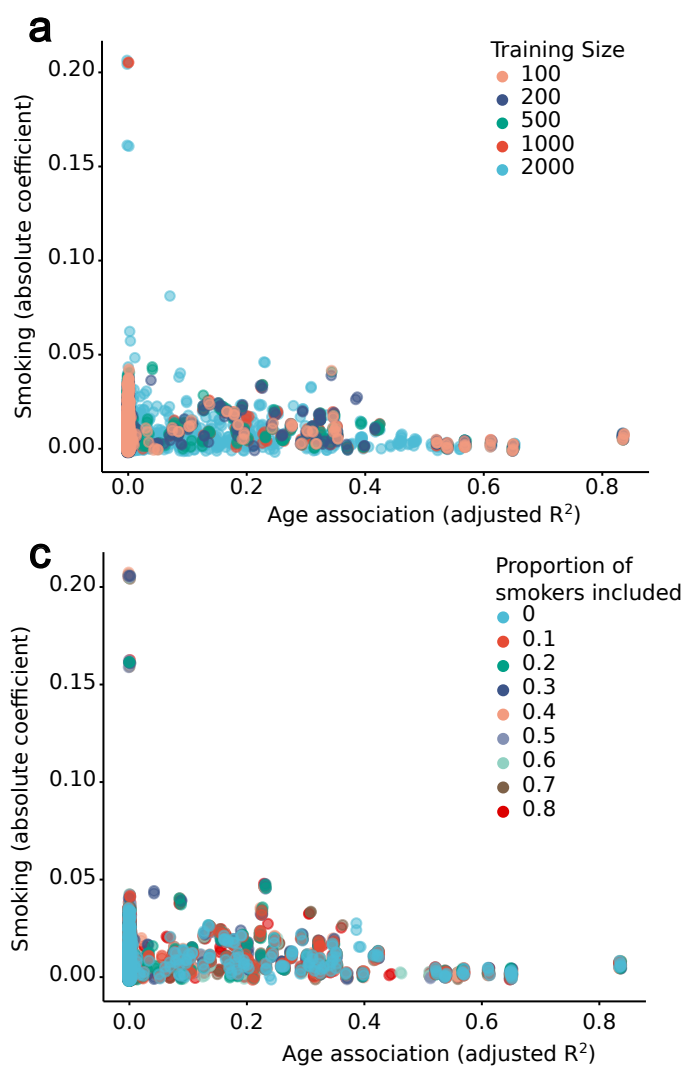 a
Training Size
100
200
500
1000
2000
Smoking (absolute coefficient)
0.20
0.15
0.10
0.05
0.00
0.0 0.2 0.4 0.6 0.8
Age association (adjusted R²)
c
Proportion of
smokers included
0
0.1
0.2
0.3
0.4
0.5
0.6
0.7
0.8
Smoking (absolute coefficient)
0.20
0.15
0.10
0.05
0.00
0.0 0.2 0.4 0.6 0.8
Age association (adjusted R²)